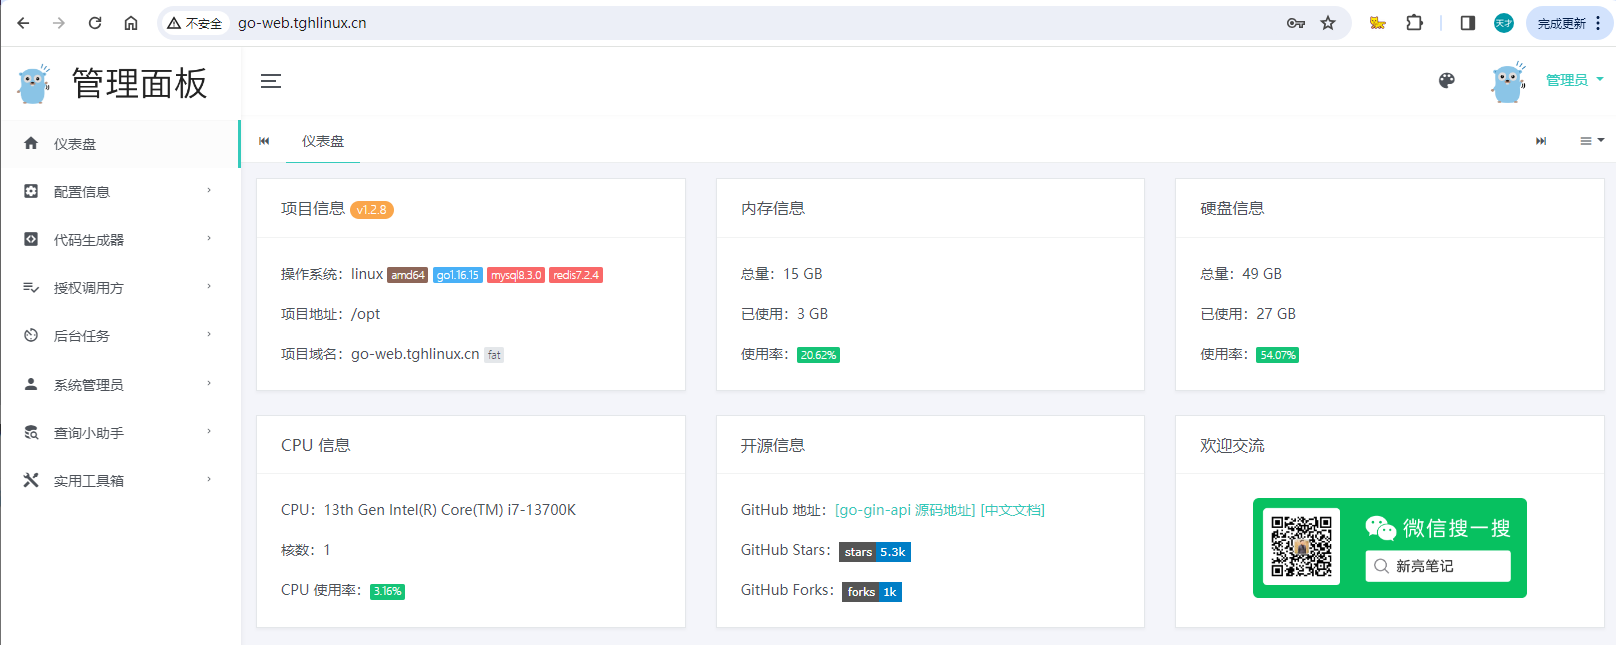 不安全 go-web.tghlinux.cn
天才
完成更新
管理面板
管理员
仪表盘
配置信息
代码生成器
授权调用方
后台任务
系统管理员
查询小助手
实用工具箱
仪表盘
项目信息 v1.2.8
操作系统：linux amd64 go1.16.15 mysql8.3.0 redis7.2.4
项目地址：/opt
项目域名：go-web.tghlinux.cn fat
内存信息
总量：15 GB
已使用：3 GB
使用率：20.62%
硬盘信息
总量：49 GB
已使用：27 GB
使用率：54.07%
CPU 信息
CPU：13th Gen Intel(R) Core(TM) i7-13700K
核数：1
CPU 使用率：3.16%
开源信息
GitHub 地址：[go-gin-api 源码地址] [中文文档]
GitHub Stars：stars 5.3k
GitHub Forks：forks 1k
欢迎交流
微信搜一搜
新亮笔记